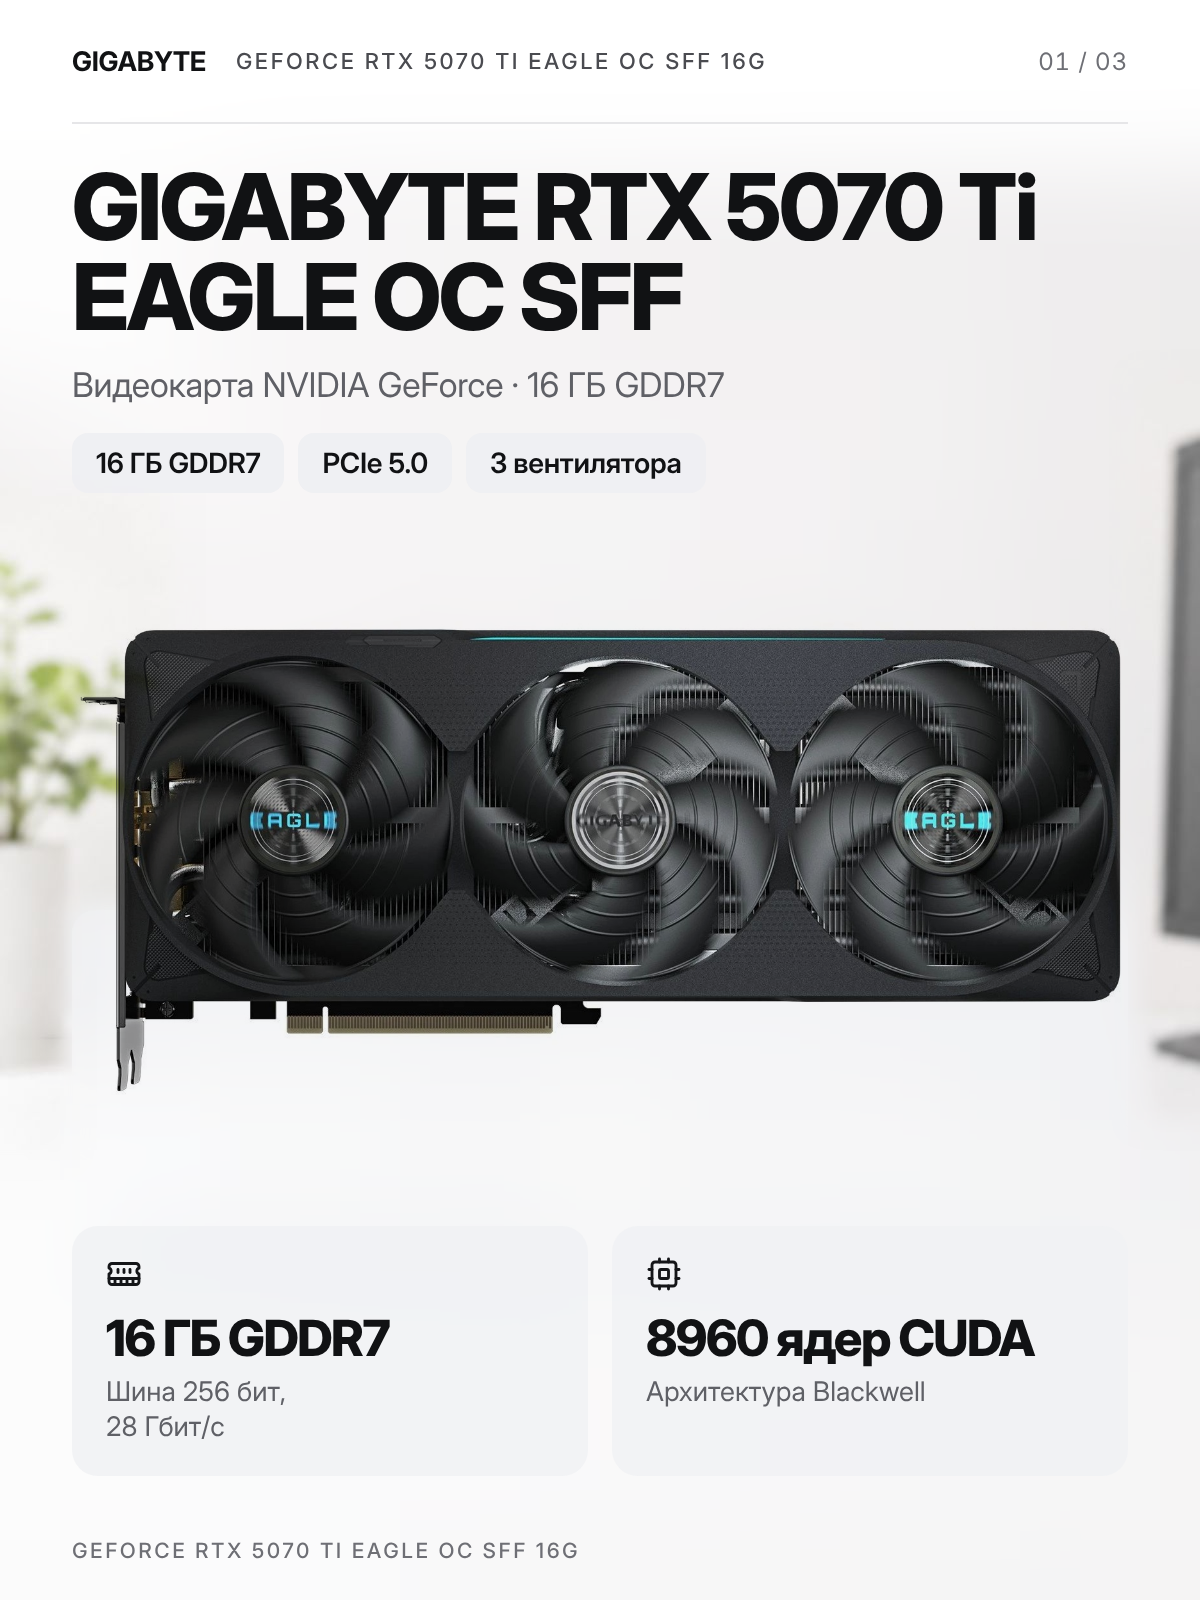 GIGABYTE GEFORCE RTX 5070 TI EAGLE OC SFF 16G 01 / 03
GIGABYTE RTX 5070 Ti
EAGLE OC SFF
Видеокарта NVIDIA GeForce · 16 ГБ GDDR7
16 ГБ GDDR7 PCIe 5.0 3 вентилятора
16 ГБ GDDR7
Шина 256 бит,
28 Гбит/с
8960 ядер CUDA
Архитектура Blackwell
GEFORCE RTX 5070 TI EAGLE OC SFF 16G